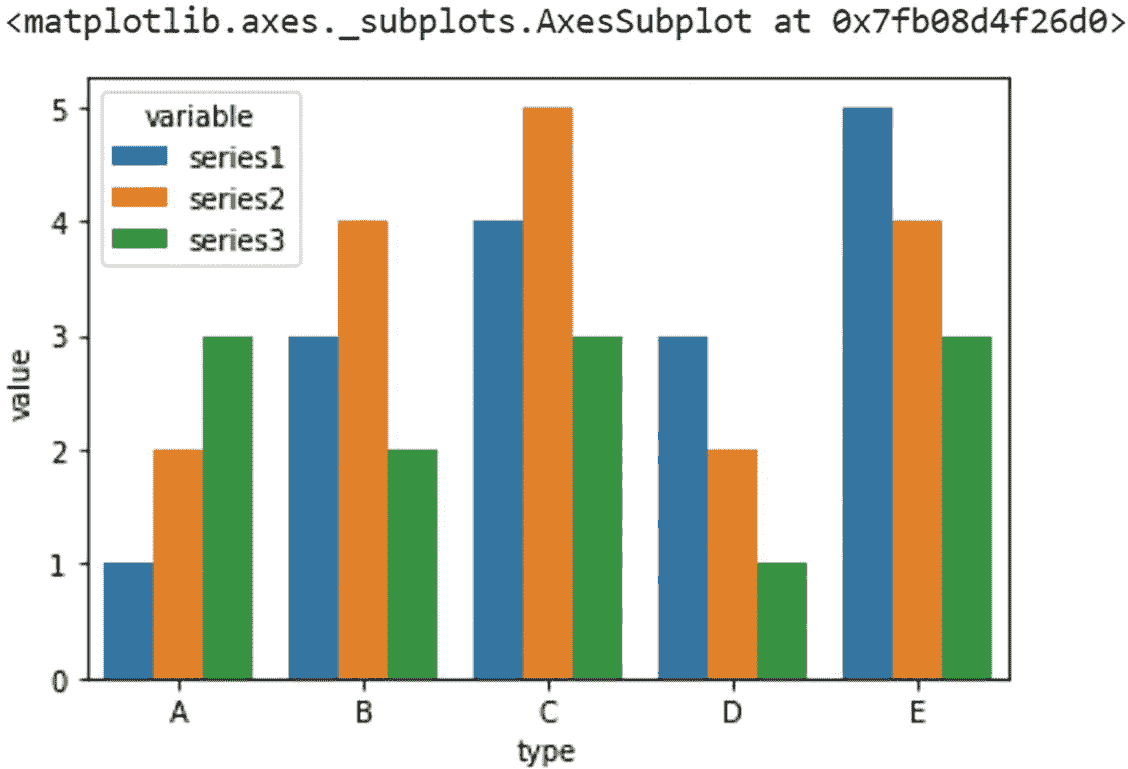 <matplotlib.axes._subplots.AxesSubplot at 0x7fb08d4f26d0>
variable
series1
series2
series3
5
4
3
2
1
0
value
A B C D E
type